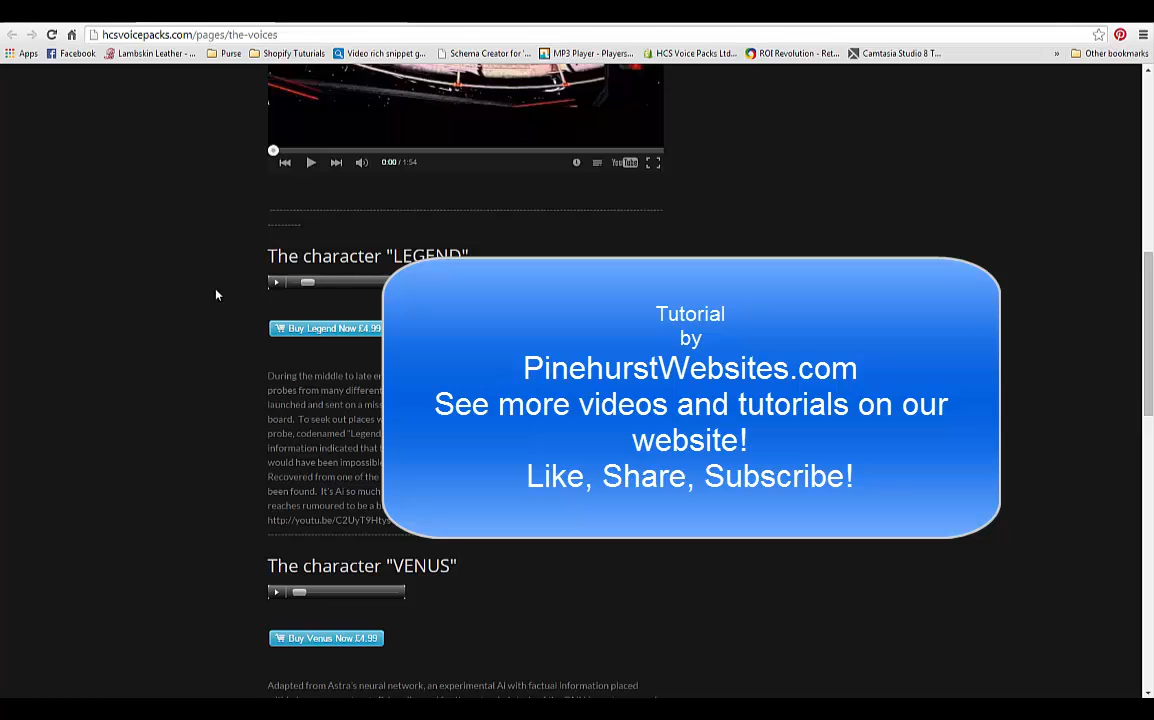 hcsvoicepacks.com/pages/the-voices
Apps Facebook Lambskin Leather - ... Purse Shopify Tutorials Video rich snippet g... Schema Creator for '... MP3 Player - Players... HCS Voice Packs Ltd... ROI Revolution - Ret... Camtasia Studio 8 T... » Other bookmarks
0:00 / 1:54 YouTube
----------
The character "LEGEND"
Buy Legend Now £4.99
Tutorial
by
PinehurstWebsites.com
See more videos and tutorials on our
website!
Like, Share, Subscribe!
During the middle to late
probes from many different
launched and sent on a
board. To seek out places
probe, codenamed "Legend
information indicated that
would have been impossible
Recovered from one of the
been found. It's Ai so much
reaches rumoured to be a
http://youtu.be/C2UyT9Htys
The character "VENUS"
Buy Venus Now £4.99
Adapted from Astra's neural network, an experimental Ai with factual information placed